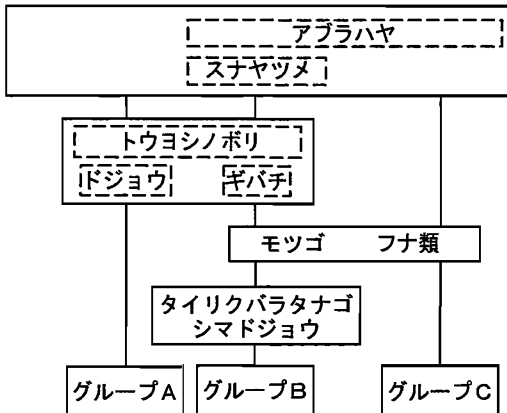 アブラハヤ
スナヤツメ
トウヨシノボリ
ドジョウ ギバチ
モツゴ フナ類
タイリクバラタナゴ
シマドジョウ
グループA グループB グループC